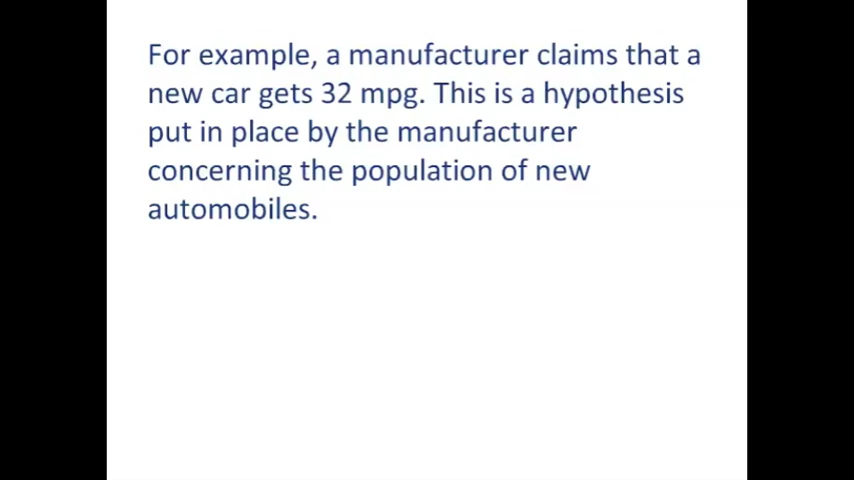 For example, a manufacturer claims that a
new car gets 32 mpg. This is a hypothesis
put in place by the manufacturer
concerning the population of new
automobiles.